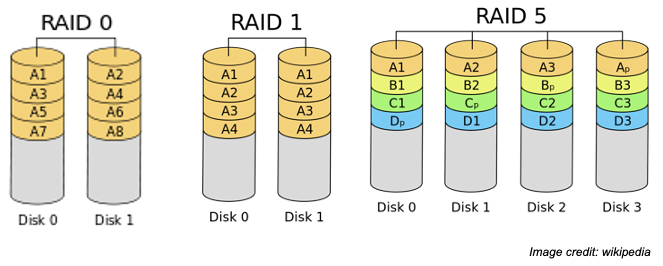 RAID 0
A1 A2
A3 A4
A5 A6
A7 A8
Disk 0 Disk 1
RAID 1
A1 A1
A2 A2
A3 A3
A4 A4
Disk 0 Disk 1
RAID 5
A1 A2 A3 Ap
B1 B2 Bp B3
C1 Cp C2 C3
Dp D1 D2 D3
Disk 0 Disk 1 Disk 2 Disk 3
Image credit: wikipedia